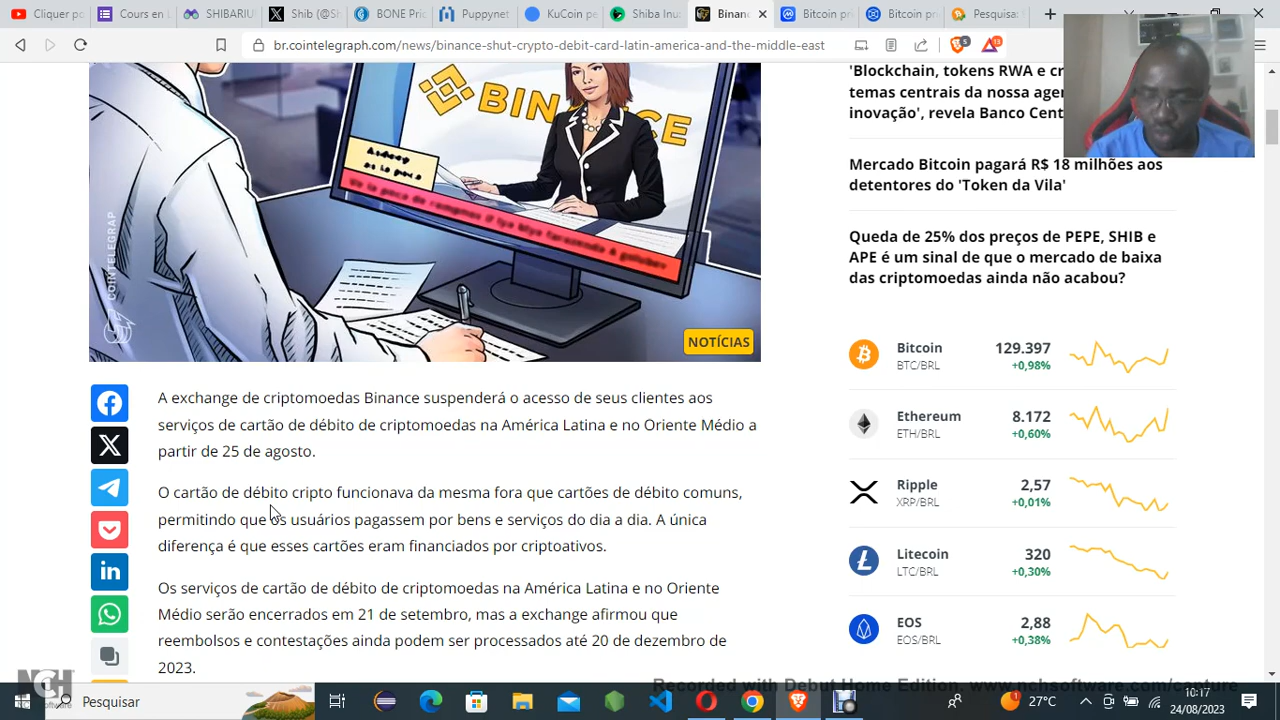 Cliquer po
Cours en
SHIBARIU
Shib (@Sh
BONE Pric
Puppynet
KuCoin pe
Shiba Inu
Binanc
Bitcoin pr
Bitcoin po
Pesquisa
br.cointelegraph.com/news/binance-shut-crypto-debit-card-latin-america-and-the-middle-east
5
13
BINANCE
COINTELEGRAP
NOTÍCIAS
A exchange de criptomoedas Binance suspenderá o acesso de seus clientes aos
serviços de cartão de débito de criptomoedas na América Latina e no Oriente Médio a
partir de 25 de agosto.
O cartão de débito cripto funcionava da mesma fora que cartões de débito comuns,
permitindo que os usuários pagassem por bens e serviços do dia a dia. A única
diferença é que esses cartões eram financiados por criptoativos.
Os serviços de cartão de débito de criptomoedas na América Latina e no Oriente
Médio serão encerrados em 21 de setembro, mas a exchange afirmou que
reembolsos e contestações ainda podem ser processados até 20 de dezembro de
2023.
'Blockchain, tokens RWA e cr
temas centrais da nossa agen
inovação', revela Banco Cent
Mercado Bitcoin pagará R$ 18 milhões aos
detentores do 'Token da Vila'
Queda de 25% dos preços de PEPE, SHIB e
APE é um sinal de que o mercado de baixa
das criptomoedas ainda não acabou?
Bitcoin 129.397
BTC/BRL +0,98%
Ethereum 8.172
ETH/BRL +0,60%
Ripple 2,57
XRP/BRL +0,01%
Litecoin 320
LTC/BRL +0,30%
EOS 2,88
EOS/BRL +0,38%
NCH
Software
Recorded with Debut Home Edition. www.nchsoftware.com/capture
Pesquisar
1
27°C
10:17
24/08/2023